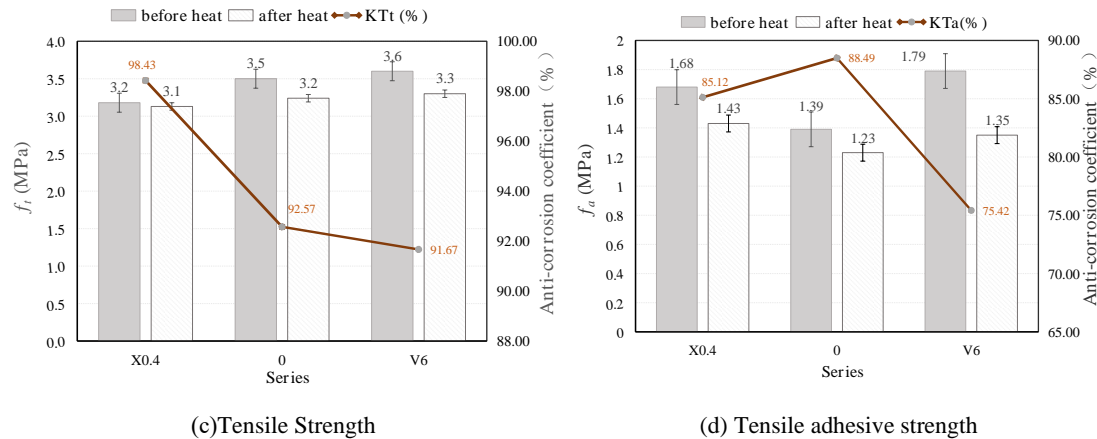 before heat after heat KTt (%)
4.0
3.5
3.0
2.5
2.0
1.5
1.0
0.5
0.0
f_t (MPa)
3.2 3.1 3.5 3.2 3.6 3.3
98.43
92.57
91.67
100.00
98.00
96.00
94.00
92.00
90.00
88.00
Anti-corrosion coefficient（%）
X0.4 0 V6
Series
(c)Tensile Strength
before heat after heat KTa(%)
2
1.8
1.6
1.4
1.2
1
0.8
0.6
0.4
0.2
0
f_a (MPa)
1.68 1.43 1.39 1.23 1.79 1.35
85.12
88.49
75.42
90.00
85.00
80.00
75.00
70.00
65.00
Anti-corrosion coefficient（%）
X0.4 0 V6
Series
(d) Tensile adhesive strength